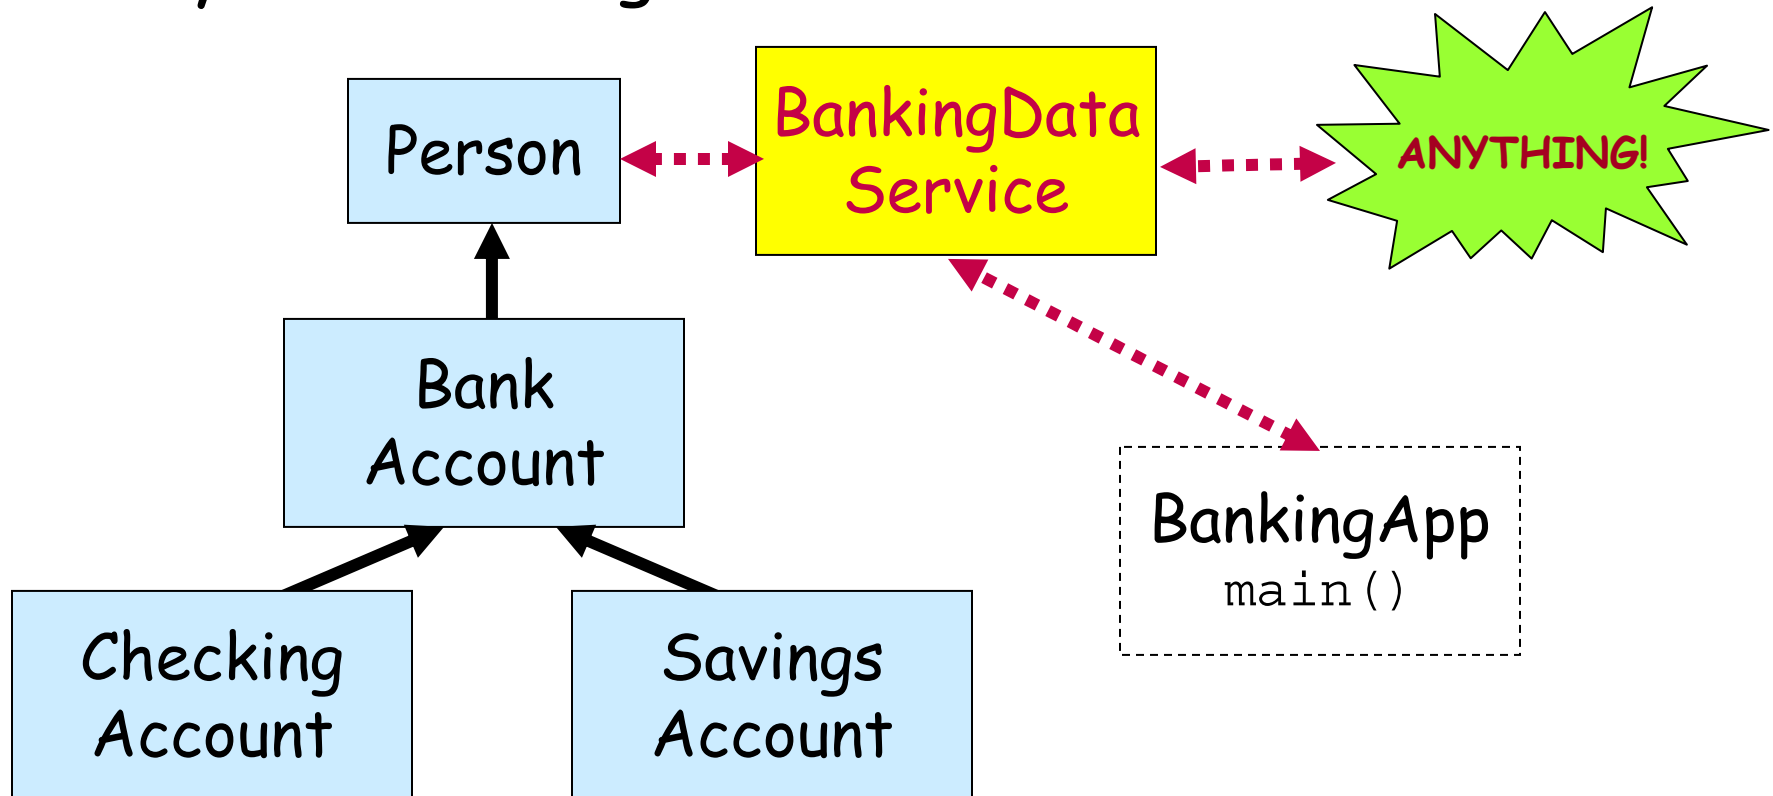 Person
BankingData
Service
ANYTHING!
Bank
Account
BankingApp
main()
Checking
Account
Savings
Account